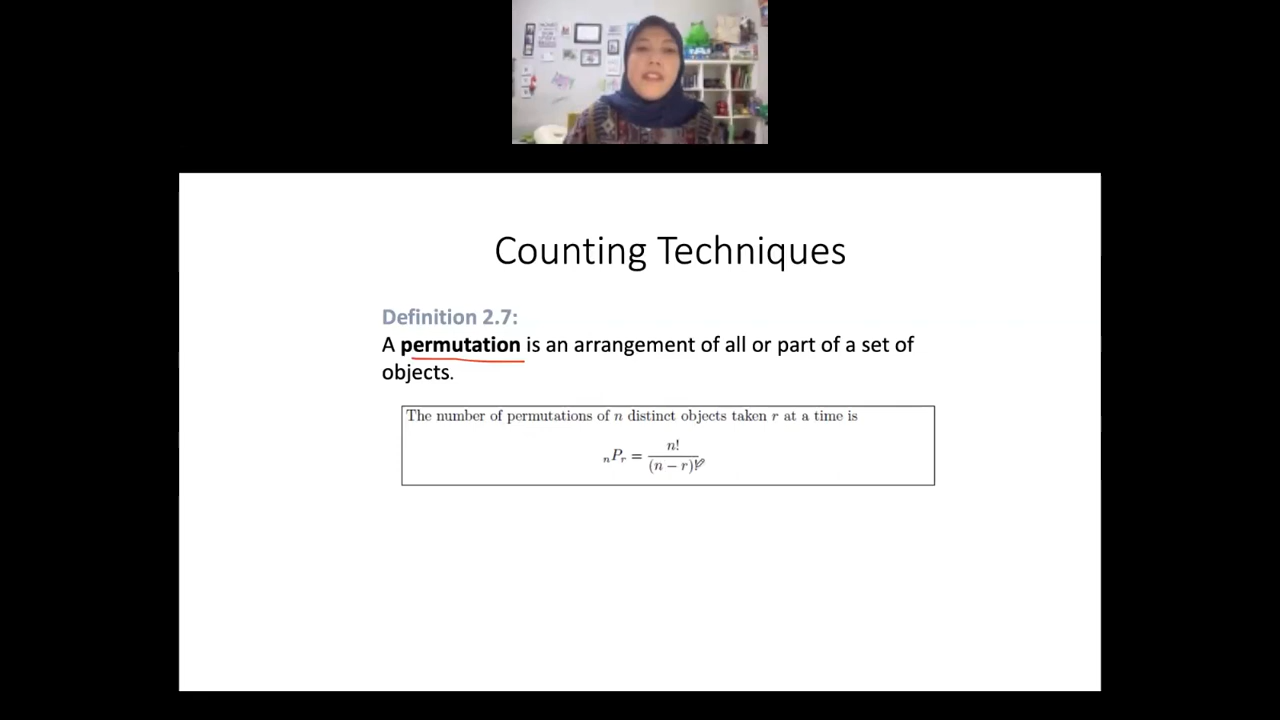 Counting Techniques
Definition 2.7:
A permutation is an arrangement of all or part of a set of
objects.
The number of permutations of n distinct objects taken r at a time is
nPr = n! / (n − r)!